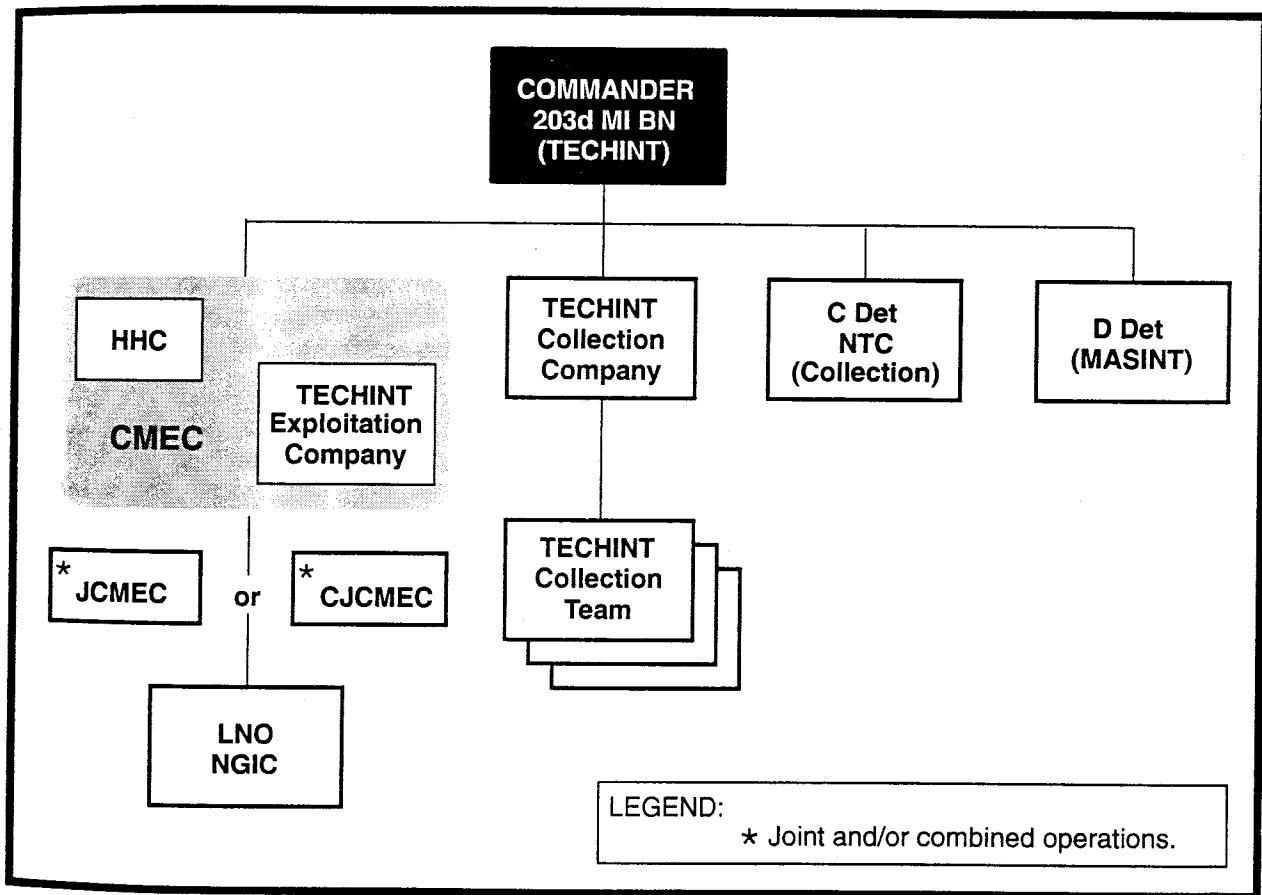 COMMANDER
203d MI BN
(TECHINT)
HHC
CMEC
TECHINT
Exploitation
Company
TECHINT
Collection
Company
C Det
NTC
(Collection)
D Det
(MASINT)
* JCMEC
or
* CJCMEC
TECHINT
Collection
Team
LNO
NGIC
LEGEND:
* Joint and/or combined operations.